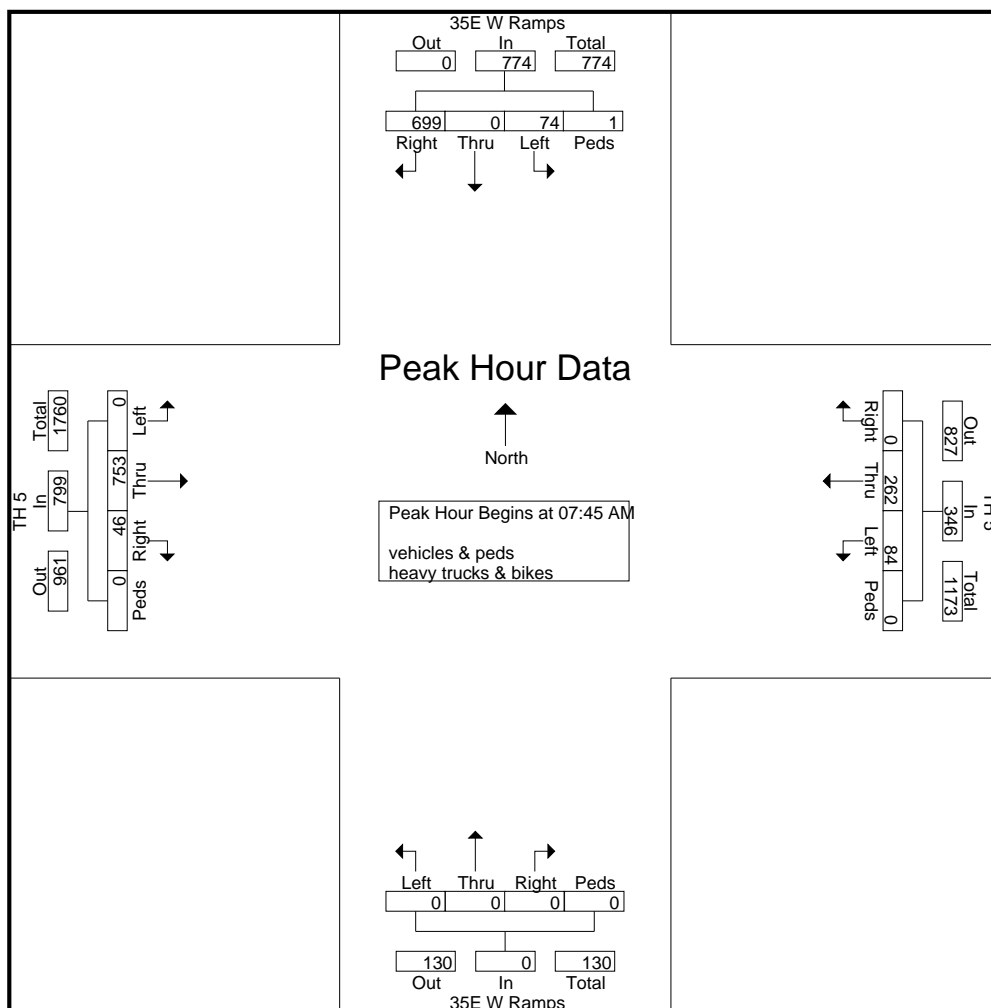 35E W Ramps
Out In Total
0 774 774
699 0 74 1
Right Thru Left Peds
Peak Hour Data
North
Peak Hour Begins at 07:45 AM
vehicles & peds
heavy trucks & bikes
TH 5
Out In Total
961 799 1760
Peds Right Thru Left
0 46 753 0
TH 5
Out In Total
827 346 1173
Right Thru Left Peds
0 262 84 0
Left Thru Right Peds
0 0 0 0
130 0 130
Out In Total
35E W Ramps